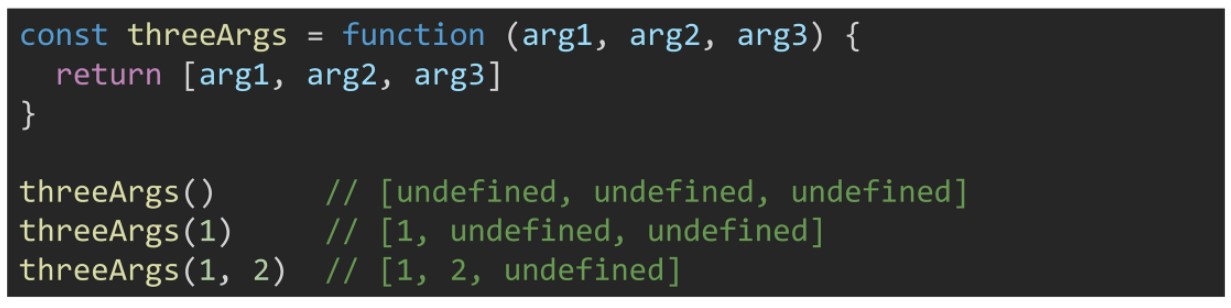 const threeArgs = function (arg1, arg2, arg3) {
  return [arg1, arg2, arg3]
}
threeArgs()      // [undefined, undefined, undefined]
threeArgs(1)     // [1, undefined, undefined]
threeArgs(1, 2)  // [1, 2, undefined]